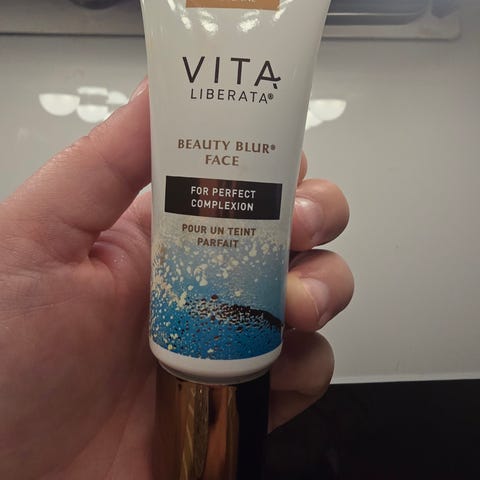 VITA
LIBERATA®
BEAUTY BLUR®
FACE
FOR PERFECT
COMPLEXION
POUR UN TEINT
PARFAIT